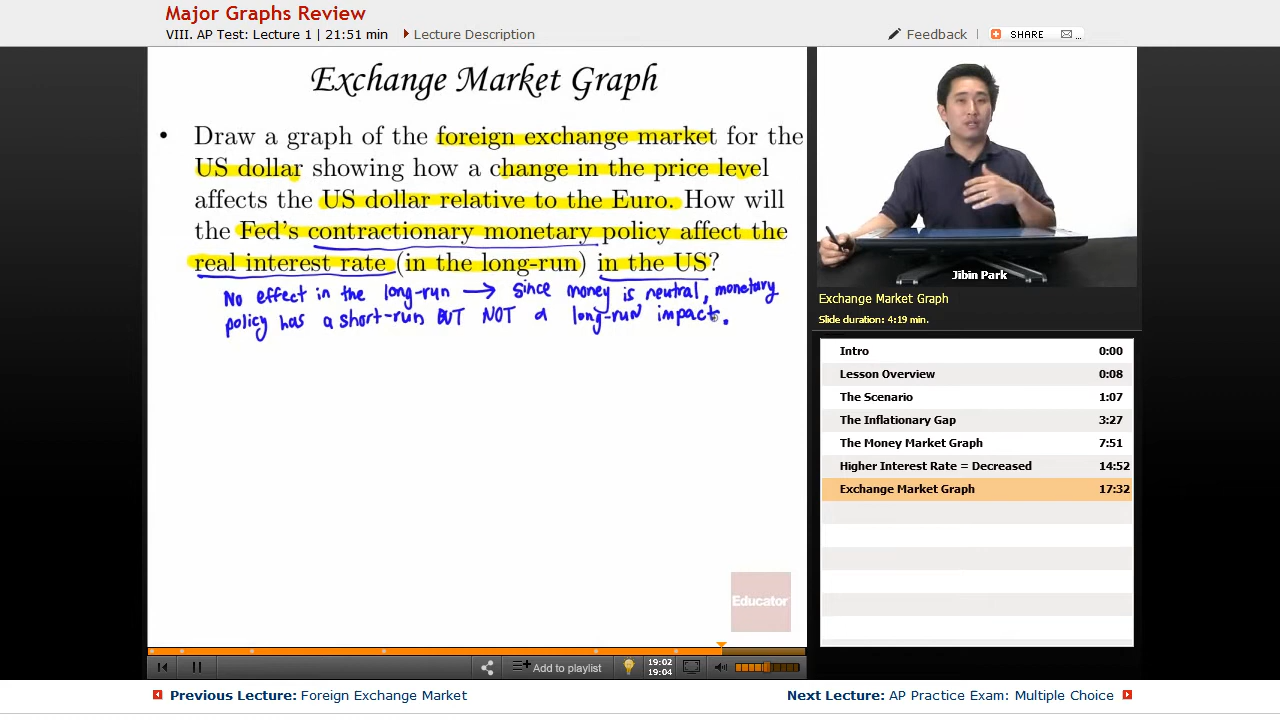 Major Graphs Review
VIII. AP Test: Lecture 1 | 21:51 min
Lecture Description
Feedback
SHARE
Exchange Market Graph
• Draw a graph of the foreign exchange market for the
US dollar showing how a change in the price level
affects the US dollar relative to the Euro. How will
the Fed's contractionary monetary policy affect the
real interest rate (in the long-run) in the US?
No effect in the long-run → since money is neutral, monetary
policy has a short-run BUT NOT a long-run impact.
Educator
Jibin Park
Exchange Market Graph
Slide duration: 4:19 min.
Intro 0:00
Lesson Overview 0:08
The Scenario 1:07
The Inflationary Gap 3:27
The Money Market Graph 7:51
Higher Interest Rate = Decreased 14:52
Exchange Market Graph 17:32
Add to playlist
19:02
19:04
Previous Lecture: Foreign Exchange Market
Next Lecture: AP Practice Exam: Multiple Choice